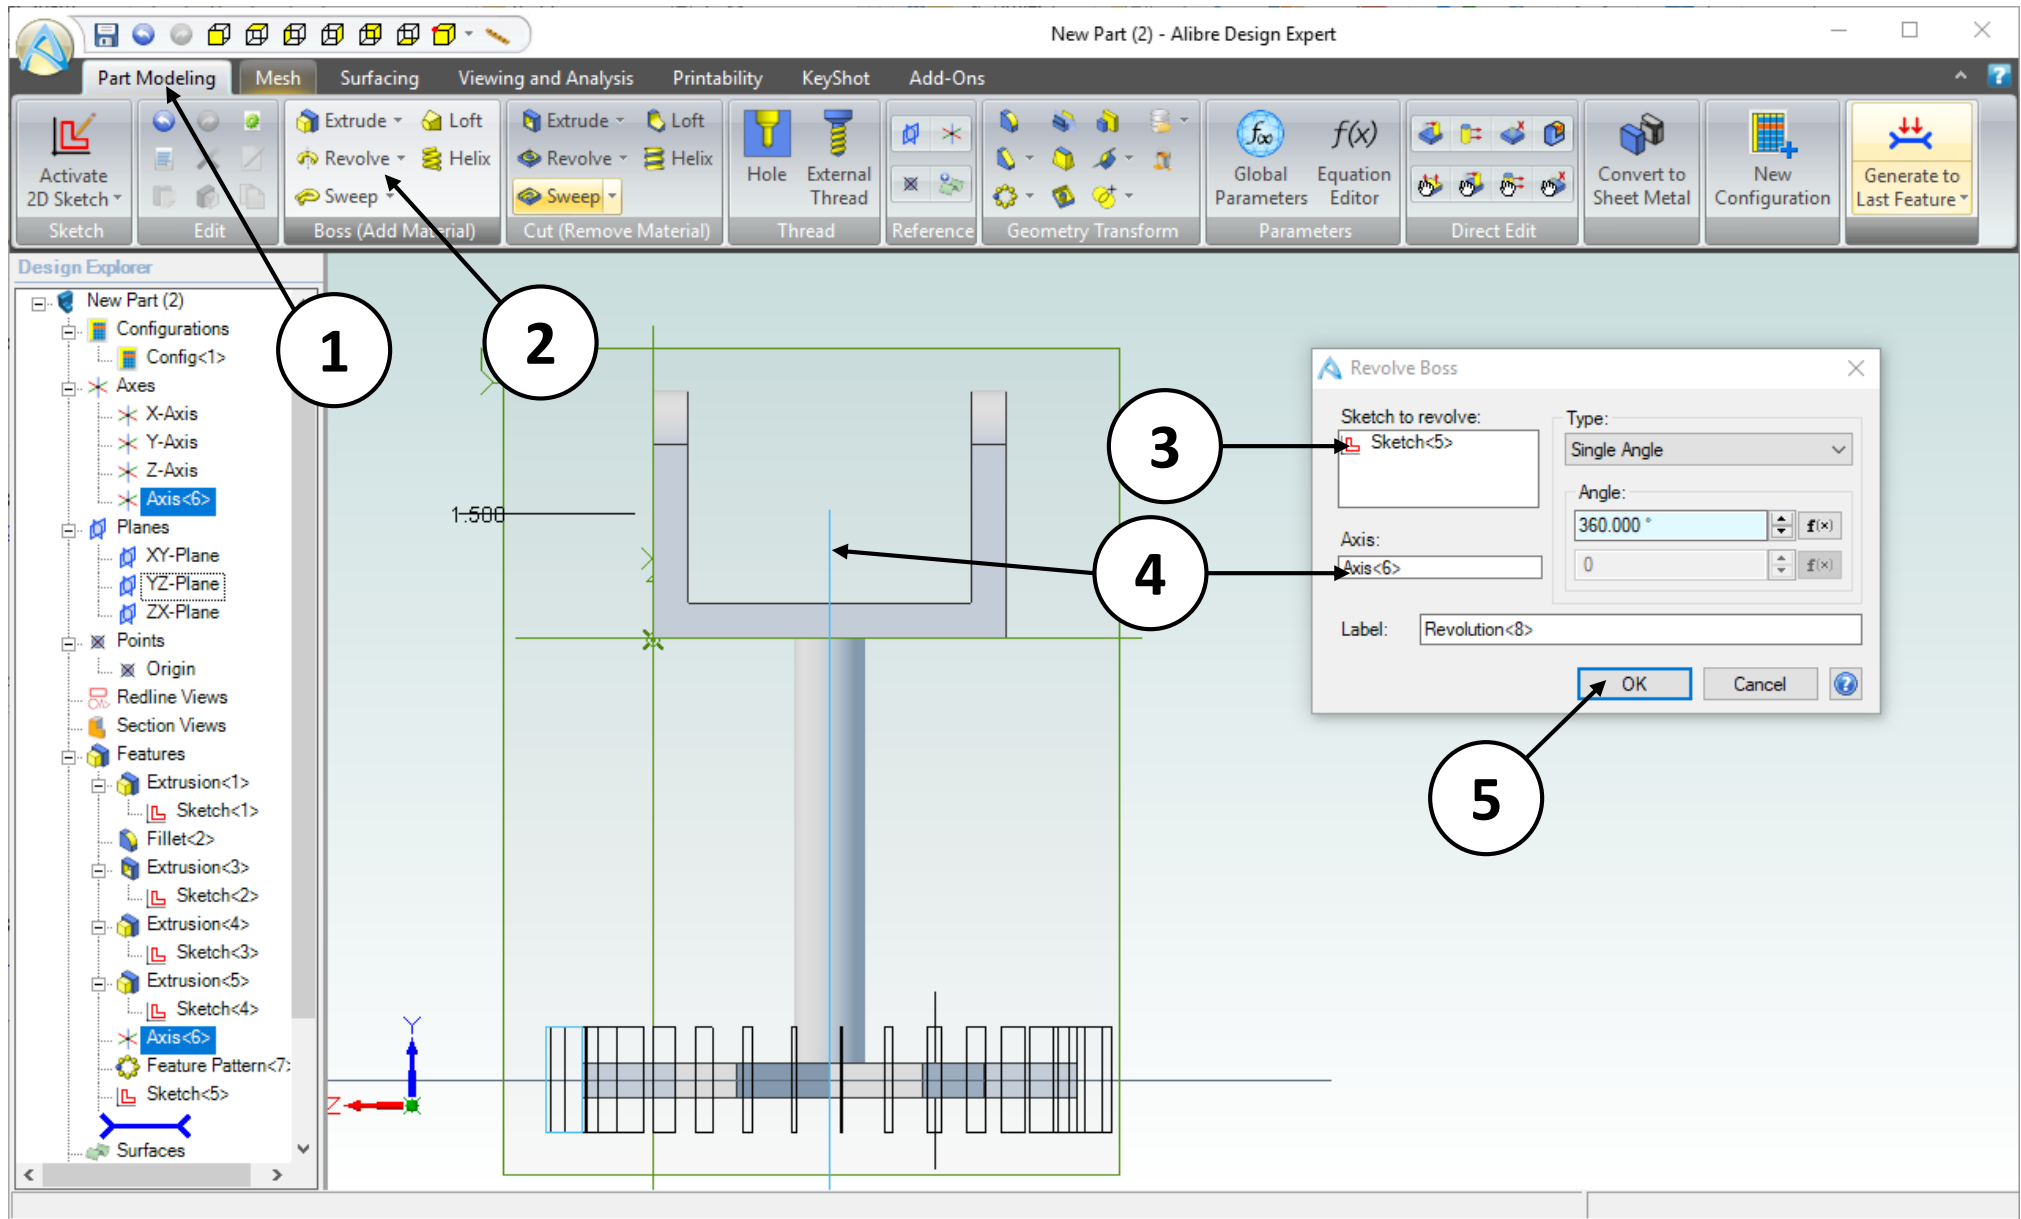 New Part (2) - Alibre Design Expert
Part Modeling Mesh Surfacing Viewing and Analysis Printability KeyShot Add-Ons
Activate
2D Sketch
Sketch
Edit
Extrude Loft
Revolve Helix
Sweep
Boss (Add Material)
Extrude Loft
Revolve Helix
Sweep
Cut (Remove Material)
Hole
External
Thread
Thread
Reference
Geometry Transform
Global
Parameters
f(x)
Equation
Editor
Parameters
Direct Edit
Convert to
Sheet Metal
New
Configuration
Generate to
Last Feature
Design Explorer
New Part (2)
Configurations
Config<1>
Axes
X-Axis
Y-Axis
Z-Axis
Axis<6>
Planes
XY-Plane
YZ-Plane
ZX-Plane
Points
Origin
Redline Views
Section Views
Features
Extrusion<1>
Sketch<1>
Fillet<2>
Extrusion<3>
Sketch<2>
Extrusion<4>
Sketch<3>
Extrusion<5>
Sketch<4>
Axis<6>
Feature Pattern<7>
Sketch<5>
Surfaces
1
2
3
4
5
1.500
Y
Z
Revolve Boss
Sketch to revolve:
Sketch<5>
Type:
Single Angle
Angle:
360.000 °
f(x)
0
f(x)
Axis:
Axis<6>
Label: Revolution<8>
OK Cancel